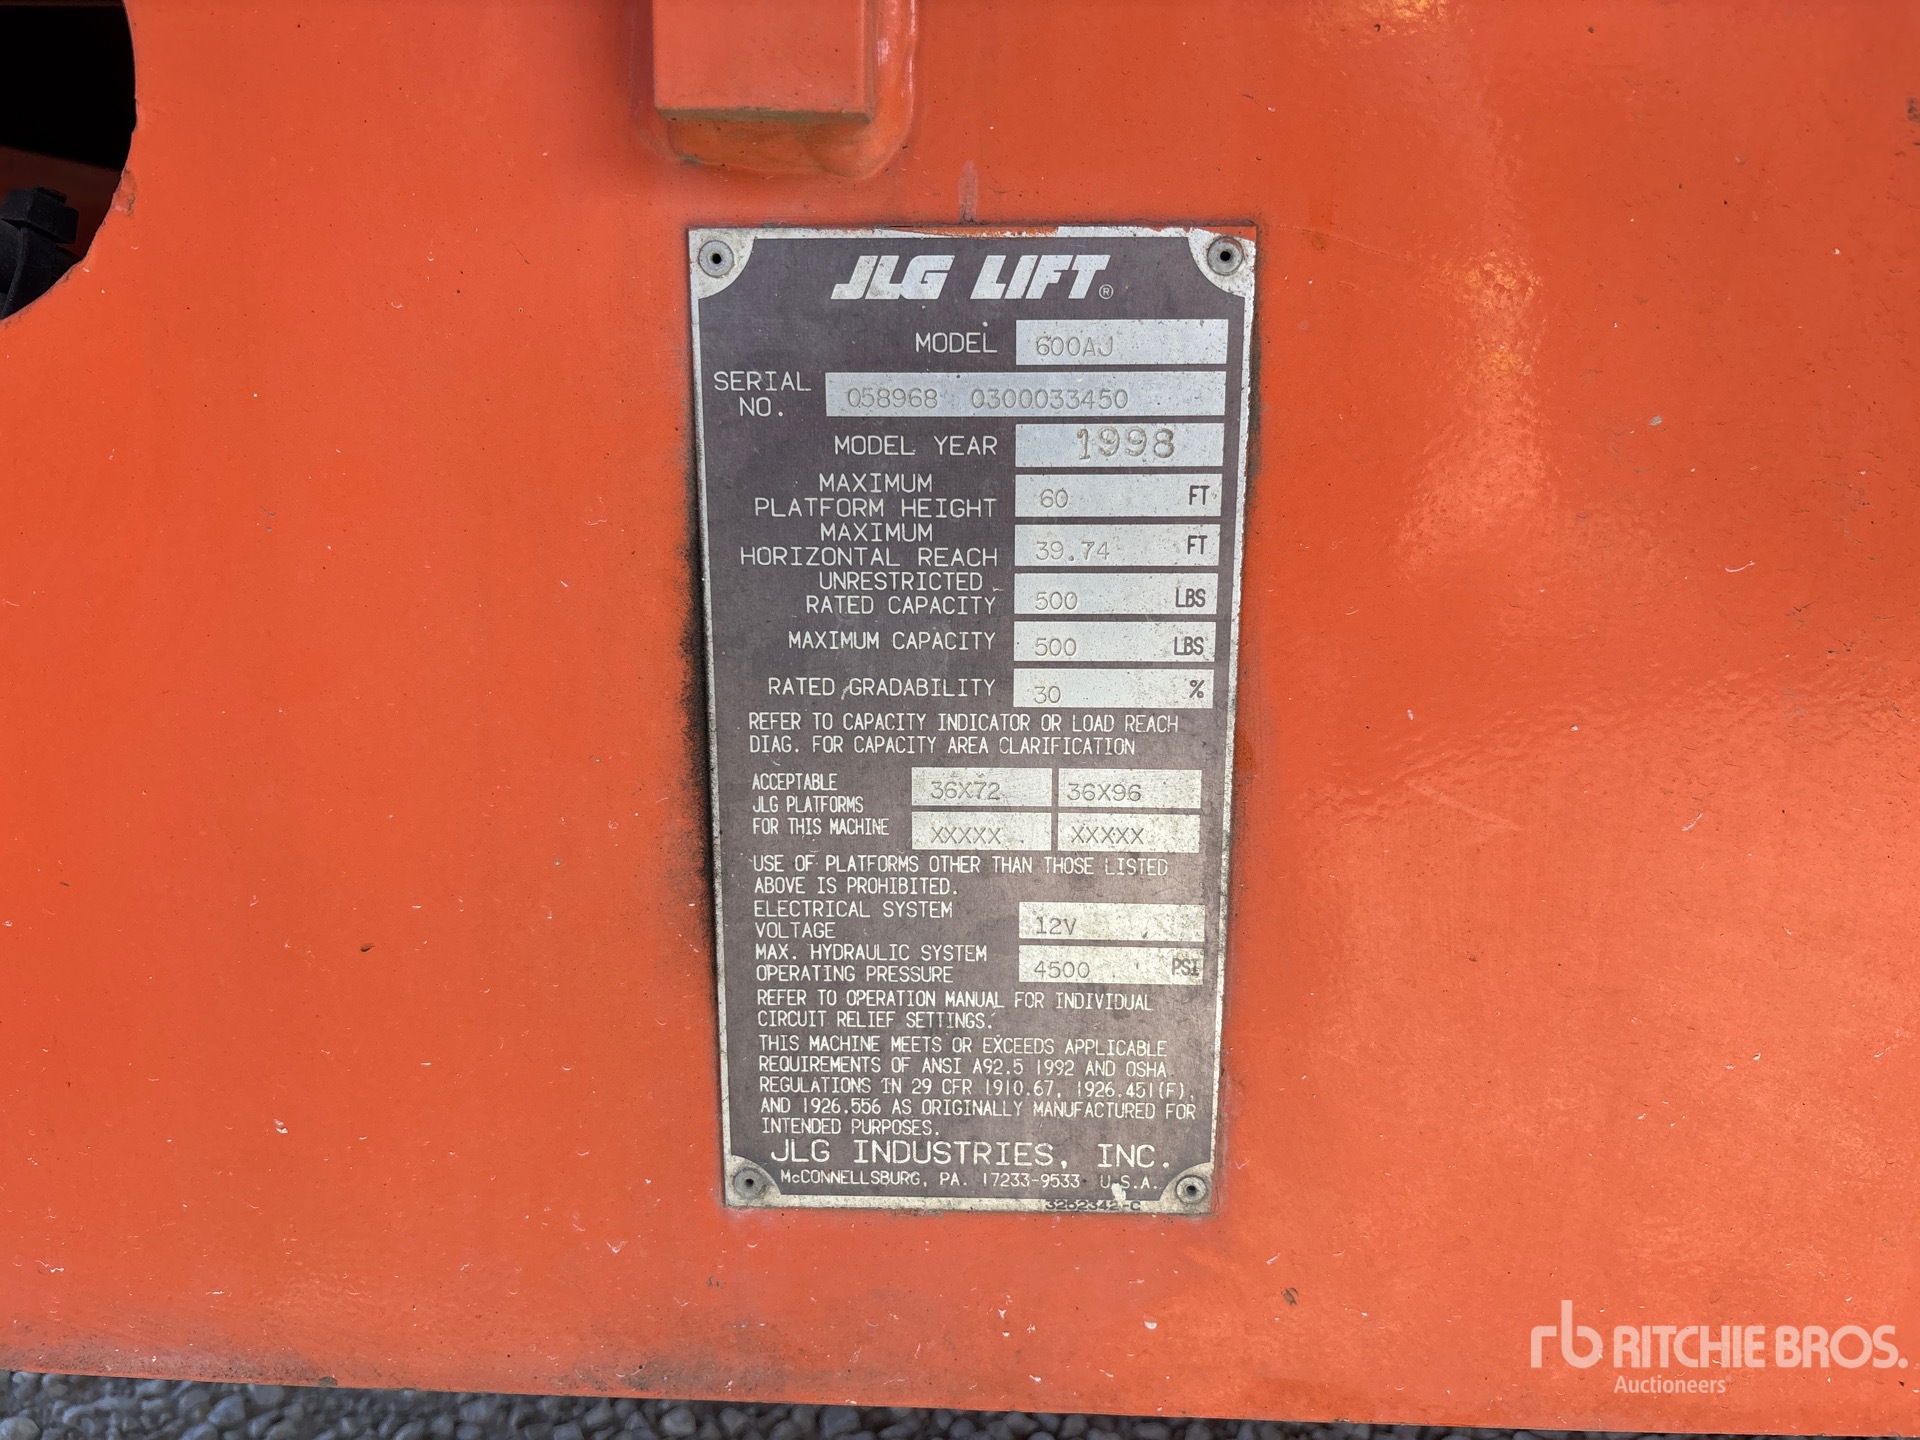 JLG LIFT®
MODEL 600AJ
SERIAL NO. 058968 0300033450
MODEL YEAR 1998
MAXIMUM
PLATFORM HEIGHT 60 FT
MAXIMUM
HORIZONTAL REACH 39.74 FT
UNRESTRICTED
RATED CAPACITY 500 LBS
MAXIMUM CAPACITY 500 LBS
RATED GRADABILITY 30 %
REFER TO CAPACITY INDICATOR OR LOAD REACH
DIAG. FOR CAPACITY AREA CLARIFICATION
ACCEPTABLE 36X72 36X96
JLG PLATFORMS
FOR THIS MACHINE XXXXX XXXXX
USE OF PLATFORMS OTHER THAN THOSE LISTED
ABOVE IS PROHIBITED.
ELECTRICAL SYSTEM
VOLTAGE 12V
MAX. HYDRAULIC SYSTEM
OPERATING PRESSURE 4500 PSI
REFER TO OPERATION MANUAL FOR INDIVIDUAL
CIRCUIT RELIEF SETTINGS.
THIS MACHINE MEETS OR EXCEEDS APPLICABLE
REQUIREMENTS OF ANSI A92.5 1992 AND OSHA
REGULATIONS IN 29 CFR 1910.67, 1926.451(F),
AND 1926.556 AS ORIGINALLY MANUFACTURED FOR
INTENDED PURPOSES.
JLG INDUSTRIES, INC.
McCONNELLSBURG, PA. 17233-9533 U.S.A.
3252342-C
rb RITCHIE BROS.
Auctioneers